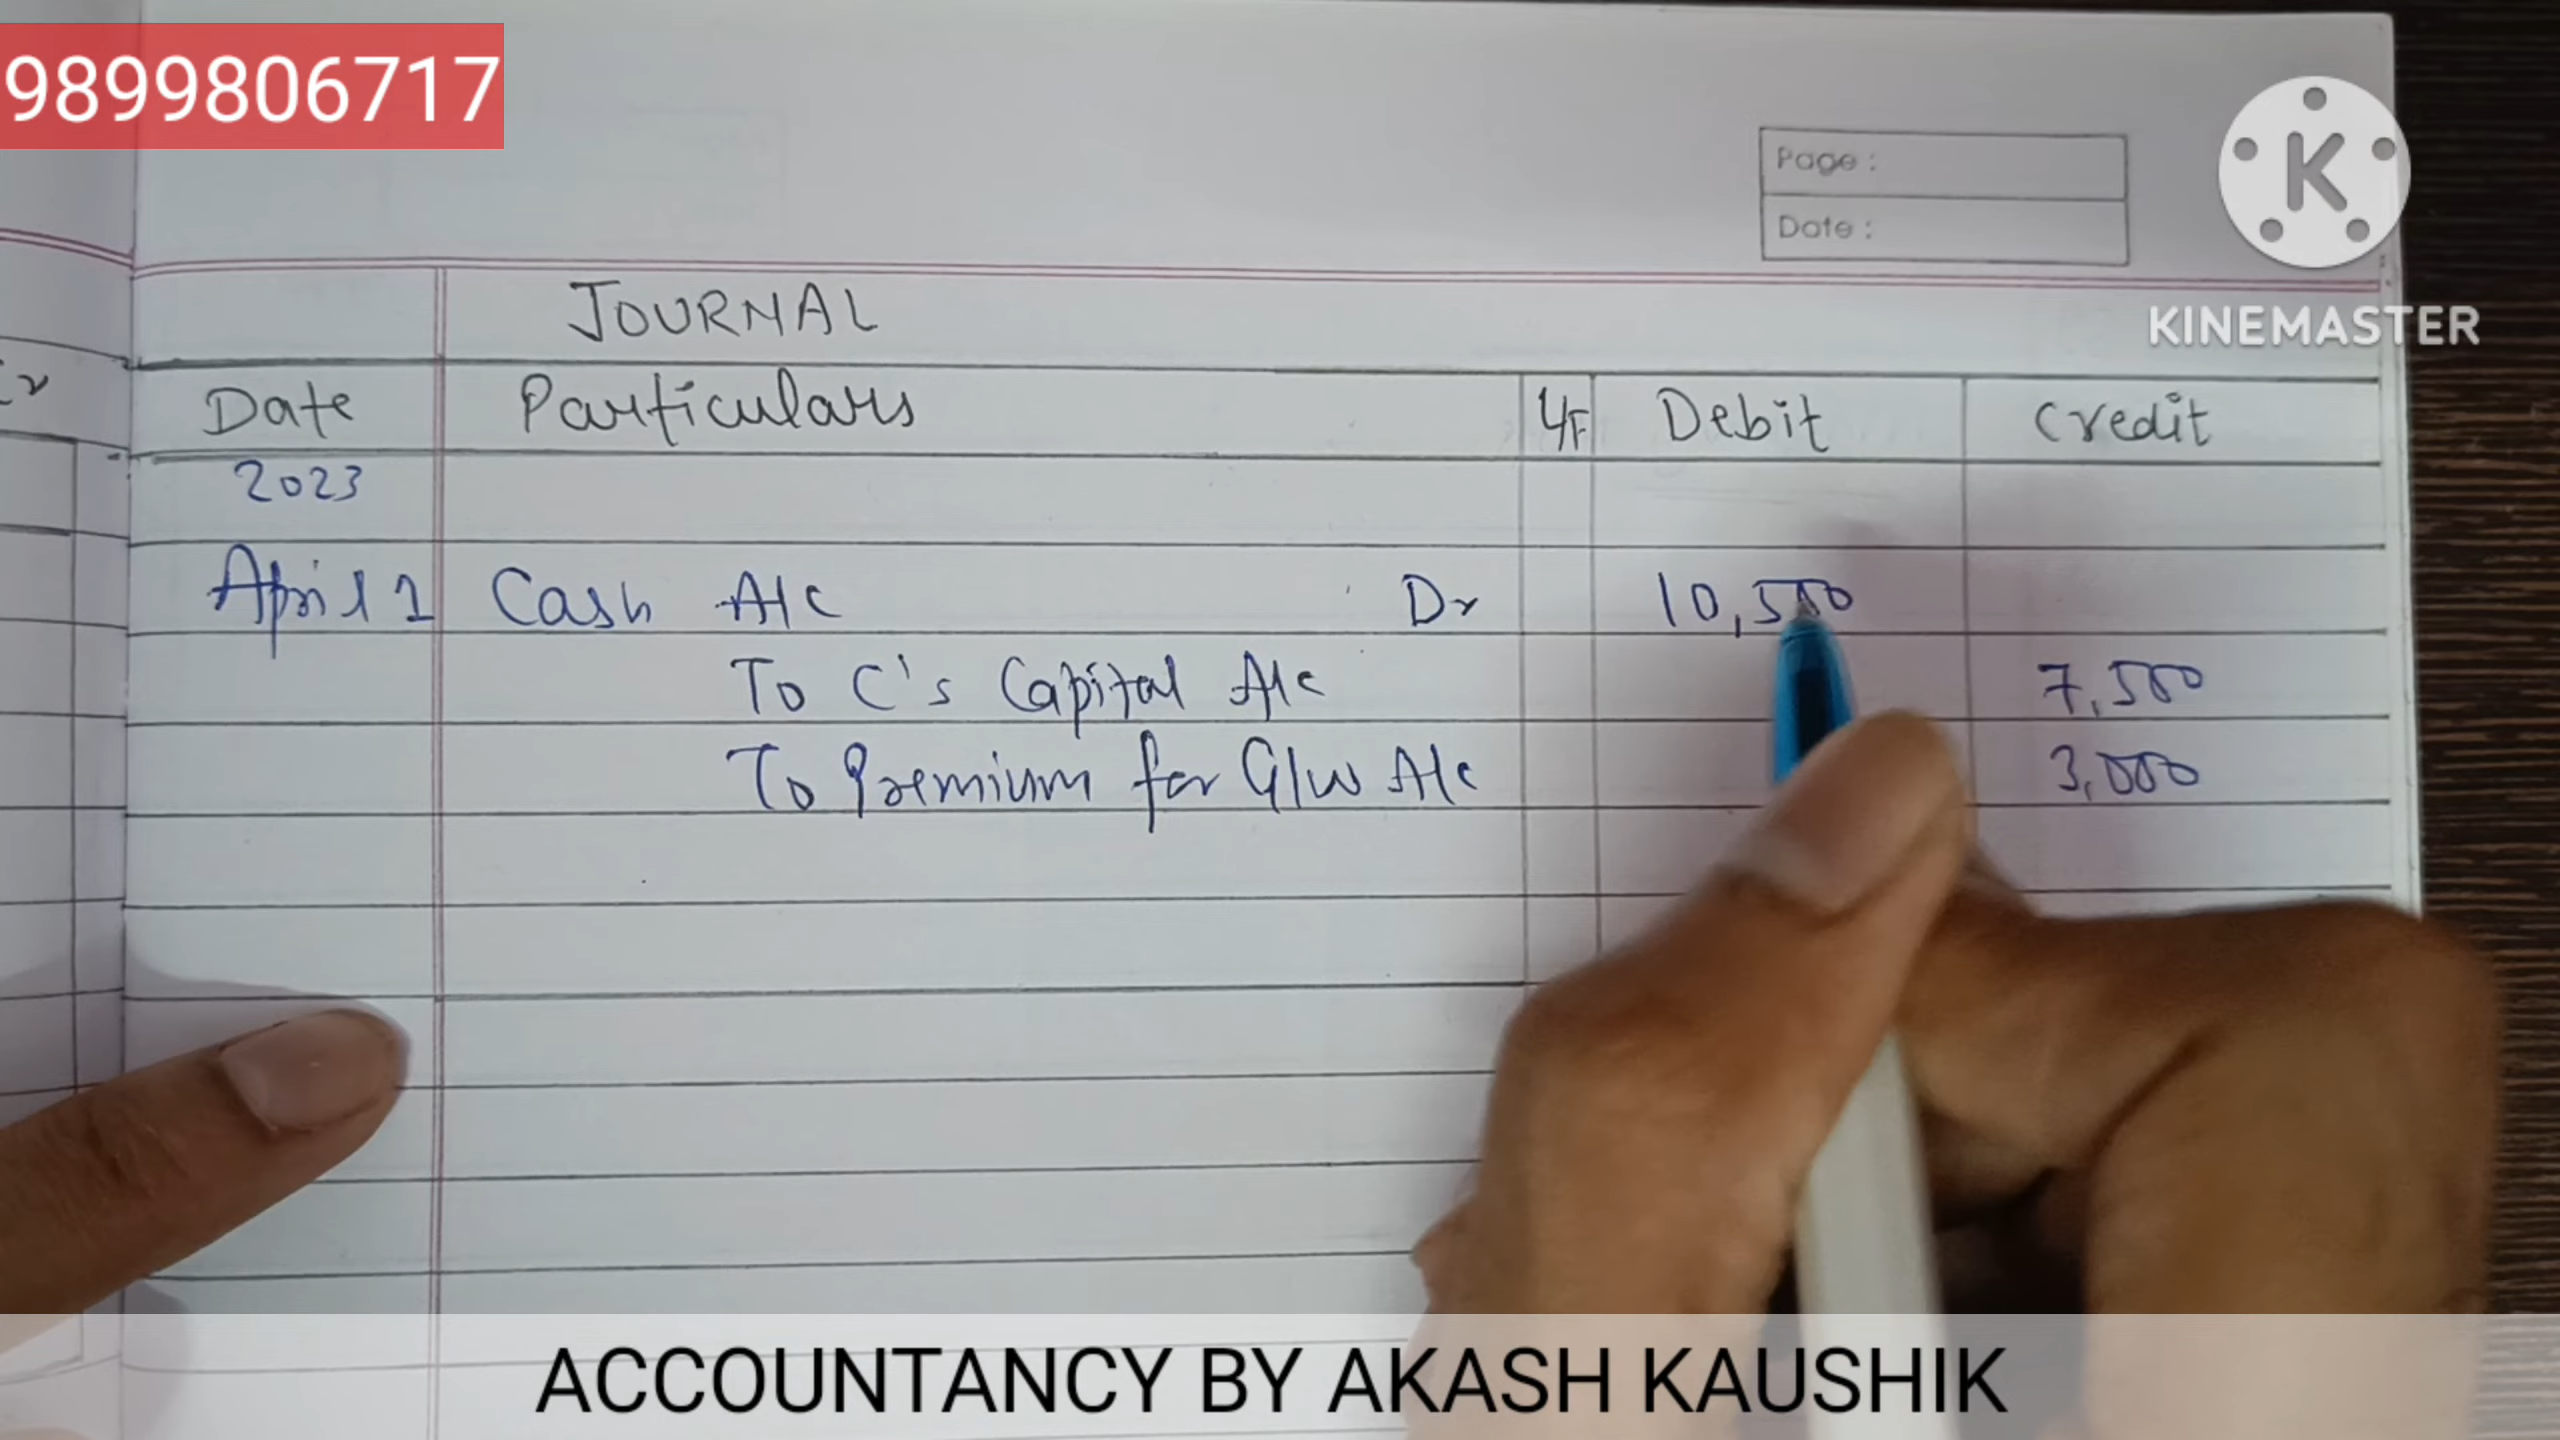 9899806717
Page :
Date :
KINEMASTER
JOURNAL
Date Particulars L/F Debit Credit
2023
April 1 Cash A/c Dr 10,500
To C's Capital A/c 7,500
To Premium for G/w A/c 3,000
ACCOUNTANCY BY AKASH KAUSHIK